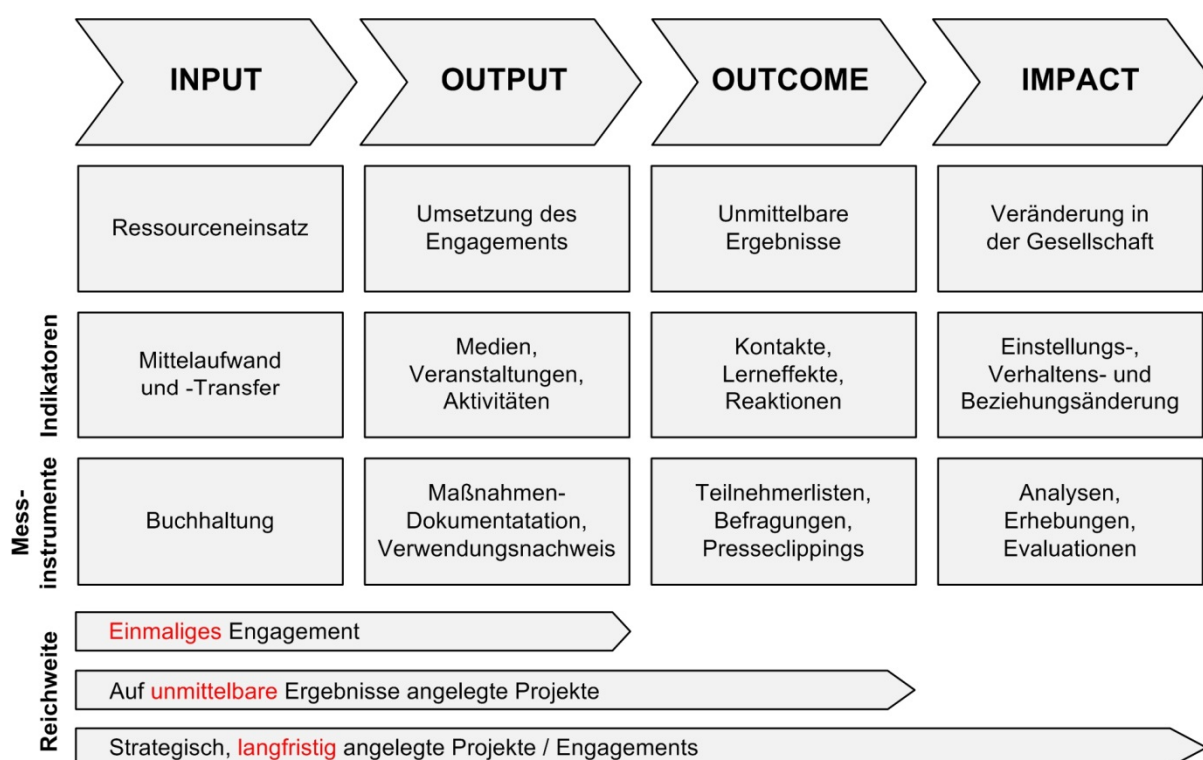 INPUT
OUTPUT
OUTCOME
IMPACT
Ressourceneinsatz
Umsetzung des
Engagements
Unmittelbare
Ergebnisse
Veränderung in
der Gesellschaft
Indikatoren
Mittelaufwand
und -Transfer
Medien,
Veranstaltungen,
Aktivitäten
Kontakte,
Lerneffekte,
Reaktionen
Einstellungs-,
Verhaltens- und
Beziehungsänderung
Mess-
instrumente
Buchhaltung
Maßnahmen-
Dokumentatation,
Verwendungsnachweis
Teilnehmerlisten,
Befragungen,
Presseclippings
Analysen,
Erhebungen,
Evaluationen
Reichweite
Einmaliges Engagement
Auf unmittelbare Ergebnisse angelegte Projekte
Strategisch, langfristig angelegte Projekte / Engagements